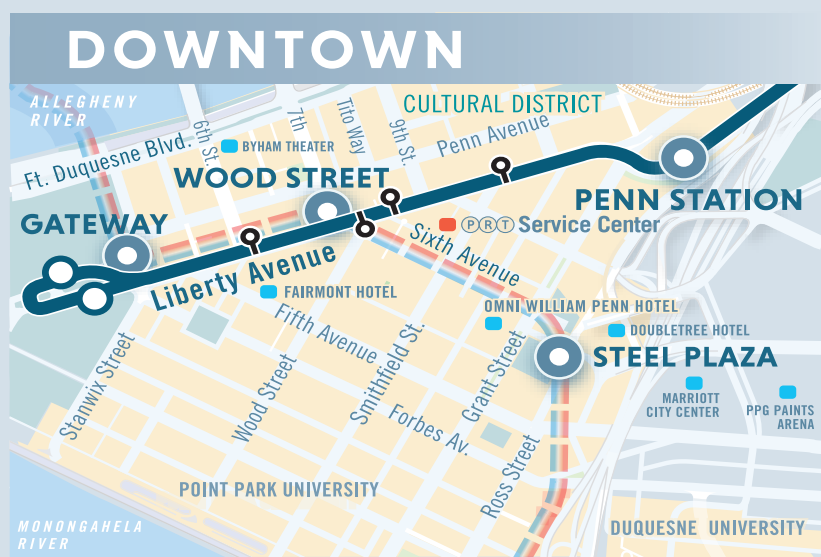 DOWNTOWN
ALLEGHENY
RIVER
Ft. Duquesne Blvd.
6th St.
7th
Tito Way
9th St.
CULTURAL DISTRICT
Penn Avenue
BYHAM THEATER
WOOD STREET
PENN STATION
GATEWAY
PRT Service Center
Sixth Avenue
Liberty Avenue
FAIRMONT HOTEL
OMNI WILLIAM PENN HOTEL
DOUBLETREE HOTEL
STEEL PLAZA
Fifth Avenue
Stanwix Street
Wood Street
Smithfield St.
Grant Street
MARRIOTT
CITY CENTER
PPG PAINTS
ARENA
Forbes Av.
Ross Street
POINT PARK UNIVERSITY
MONONGAHELA
RIVER
DUQUESNE UNIVERSITY